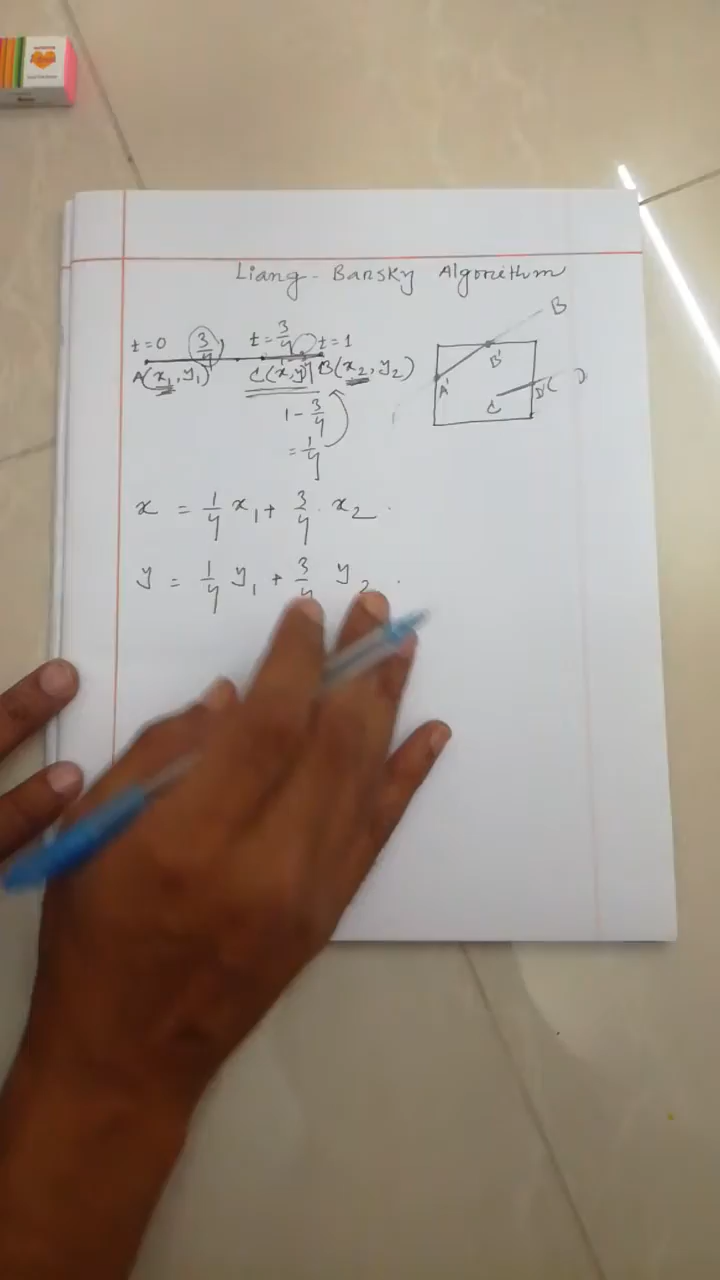 Liang-Barsky Algorithm
t=0 3/4 t=3/4 t=1
A(x₁,y₁) C(x,y) B(x₂,y₂)
1-3/4
=1/4
B
B'
A'
C D'
D
x = 1/4 x₁ + 3/4 . x₂ .
y = 1/4 y₁ + 3/4 y₂ .